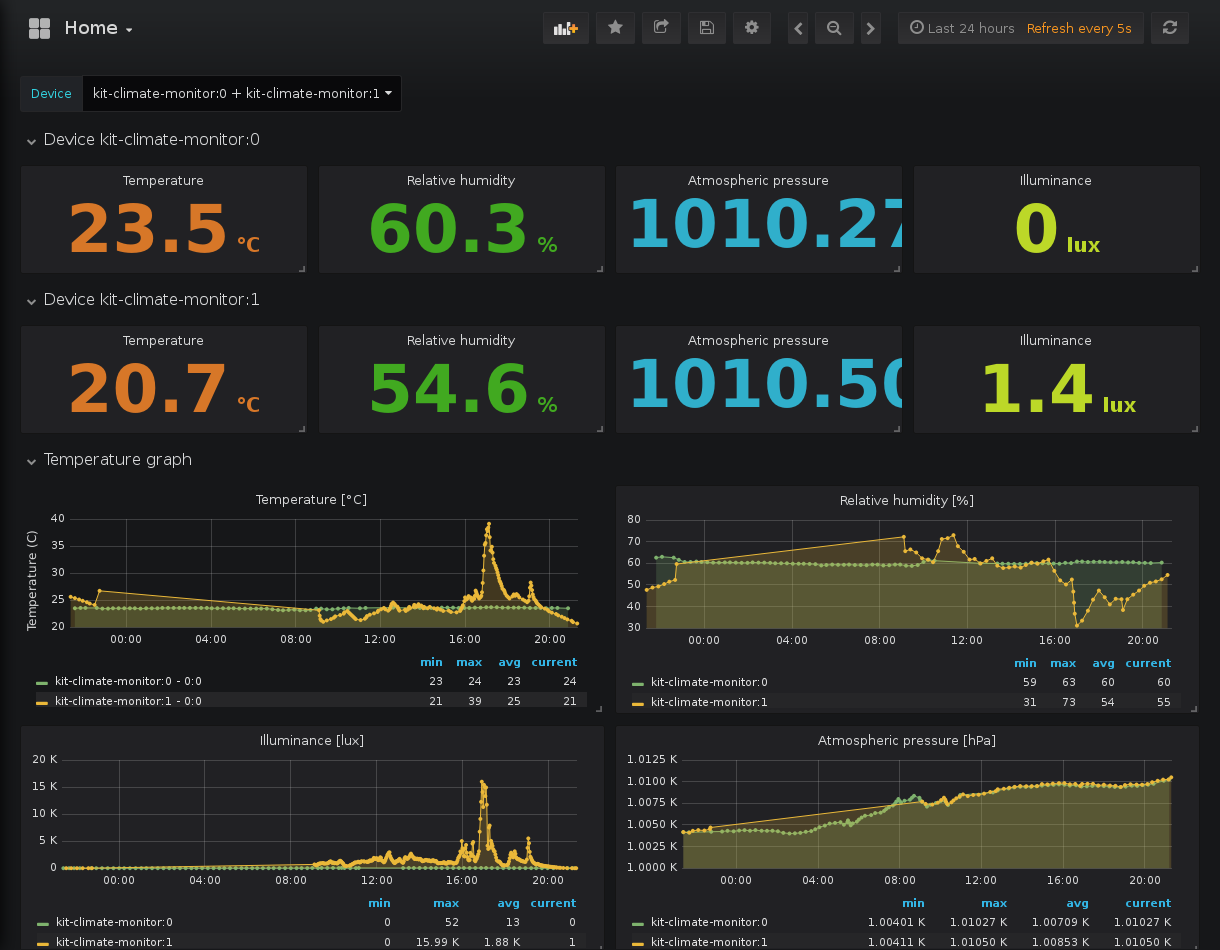 Home
Last 24 hours Refresh every 5s
Device kit-climate-monitor:0 + kit-climate-monitor:1
Device kit-climate-monitor:0
Temperature Relative humidity Atmospheric pressure Illuminance
23.5 °C 60.3 % 1010.27 0 lux
Device kit-climate-monitor:1
Temperature Relative humidity Atmospheric pressure Illuminance
20.7 °C 54.6 % 1010.50 1.4 lux
Temperature graph
Temperature [°C]
Temperature (C)
40
35
30
25
20
00:00 04:00 08:00 12:00 16:00 20:00
min max avg current
kit-climate-monitor:0 - 0:0 23 24 23 24
kit-climate-monitor:1 - 0:0 21 39 25 21
Relative humidity [%]
80
70
60
50
40
30
00:00 04:00 08:00 12:00 16:00 20:00
min max avg current
kit-climate-monitor:0 59 63 60 60
kit-climate-monitor:1 31 73 54 55
Illuminance [lux]
20 K
15 K
10 K
5 K
0
00:00 04:00 08:00 12:00 16:00 20:00
min max avg current
kit-climate-monitor:0 0 52 13 0
kit-climate-monitor:1 0 15.99 K 1.88 K 1
Atmospheric pressure [hPa]
1.0125 K
1.0100 K
1.0075 K
1.0050 K
1.0025 K
1.0000 K
00:00 04:00 08:00 12:00 16:00 20:00
min max avg current
kit-climate-monitor:0 1.00401 K 1.01027 K 1.00709 K 1.01027 K
kit-climate-monitor:1 1.00411 K 1.01050 K 1.00853 K 1.01050 K